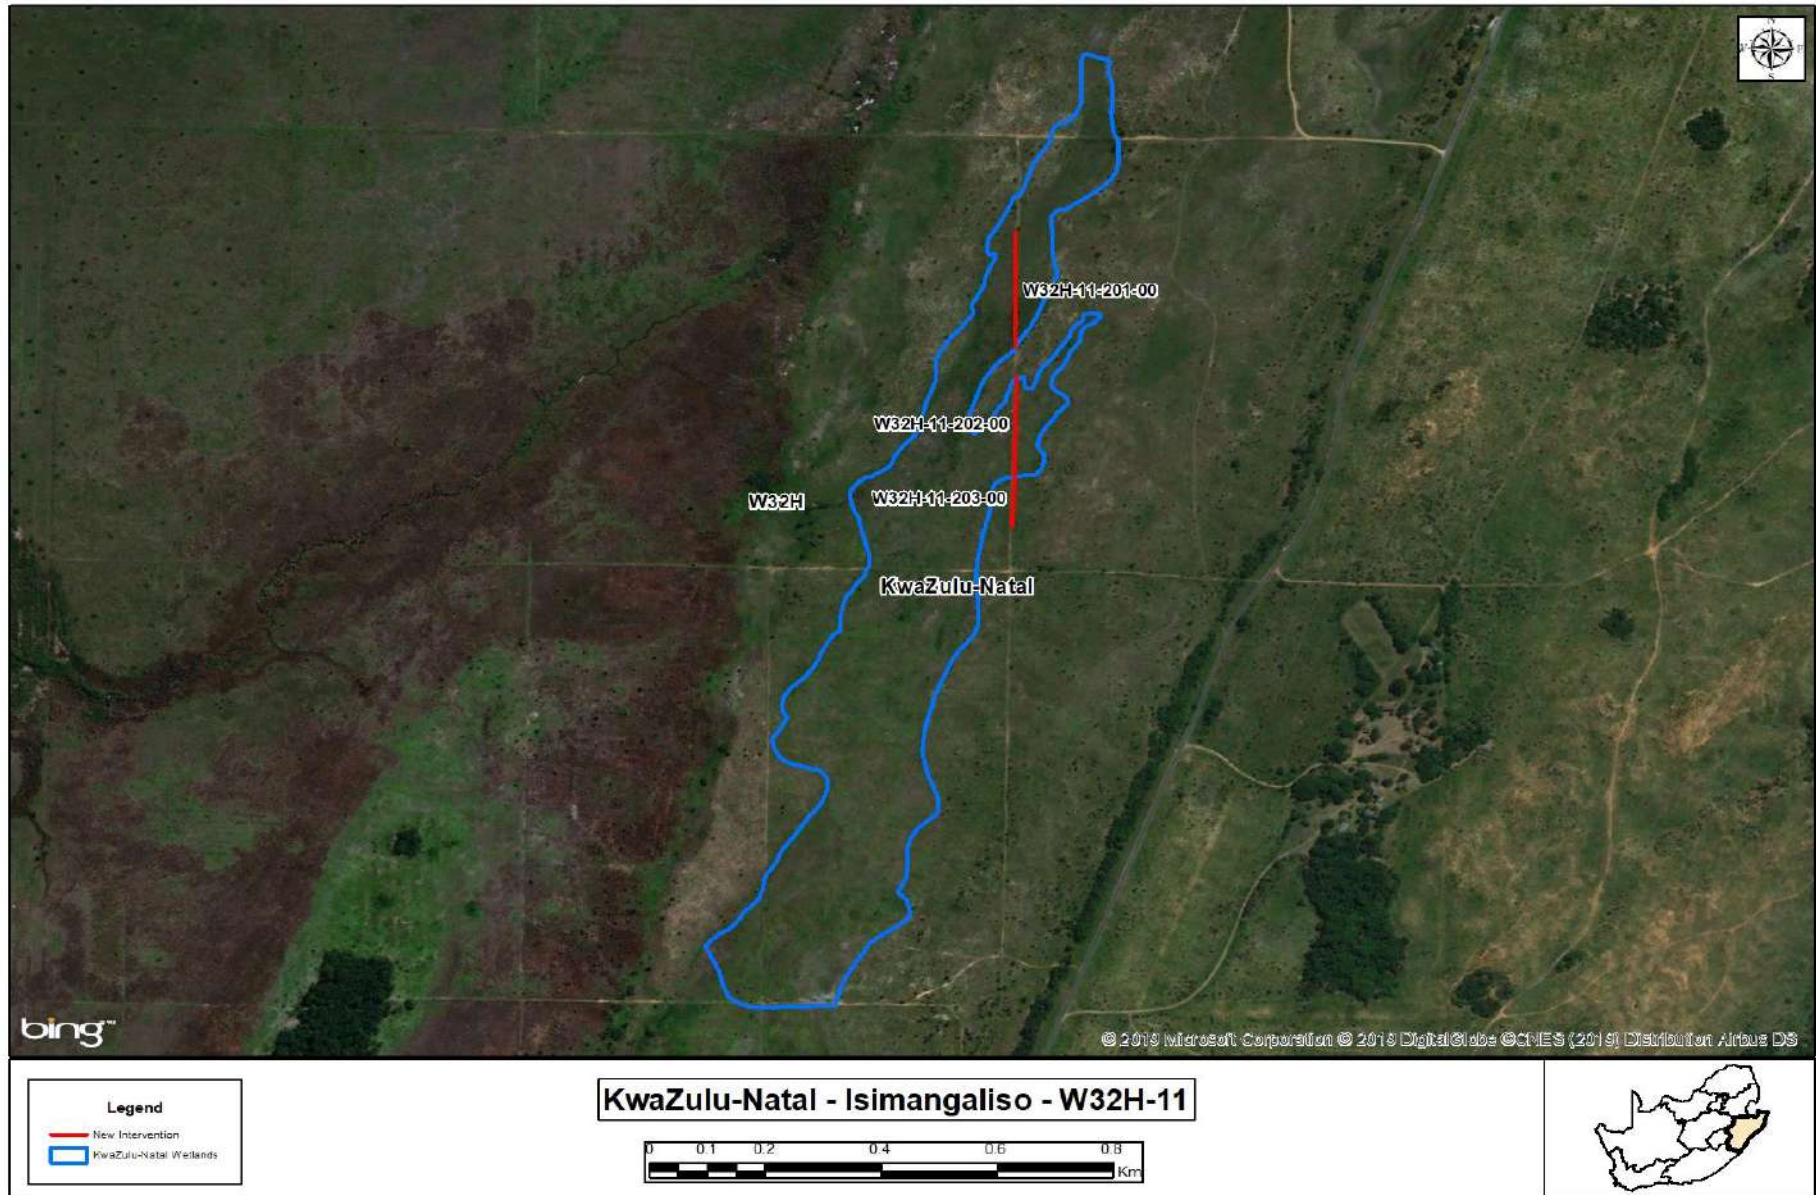 N
S
W32H-11-201-00
W32H-11-202-00
W32H
W32H-11-203-00
KwaZulu-Natal
bing™
© 2019 Microsoft Corporation © 2019 DigitalGlobe ©CNES (2019) Distribution Airbus DS
Legend
New Intervention
KwaZulu-Natal Wetlands
KwaZulu-Natal - Isimangaliso - W32H-11
0 0.1 0.2 0.4 0.6 0.8
Km